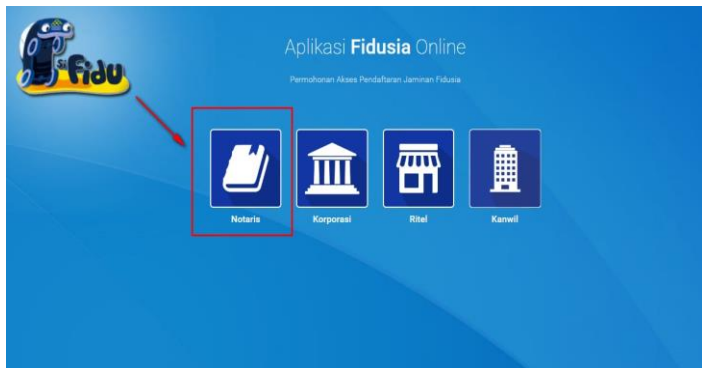 Si Fidu
Aplikasi Fidusia Online
Permohonan Akses Pendaftaran Jaminan Fidusia
Notaris
Korporasi
Ritel
Kanwil